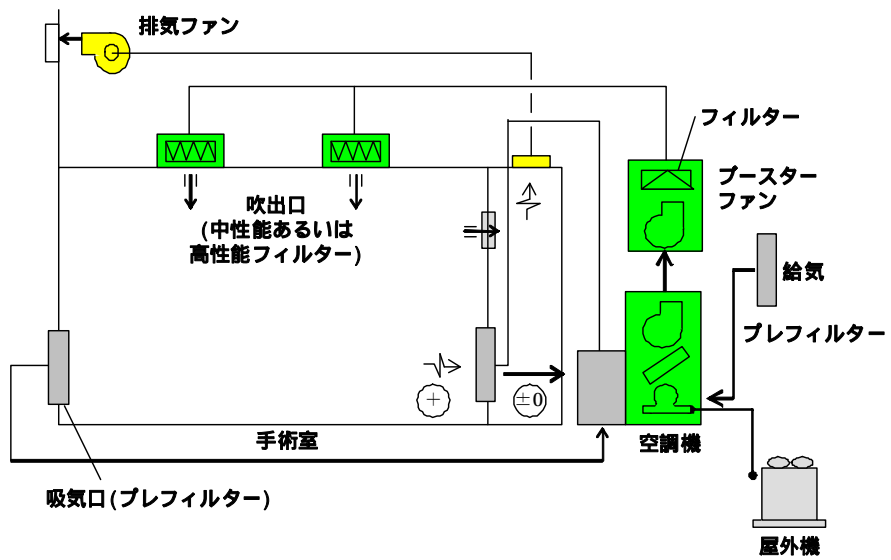 排気ファン
フィルター
ブースター
ファン
吹出口
(中性能あるいは
高性能フィルター)
給気
プレフィルター
+
±0
手術室
空調機
吸気口(プレフィルター)
屋外機